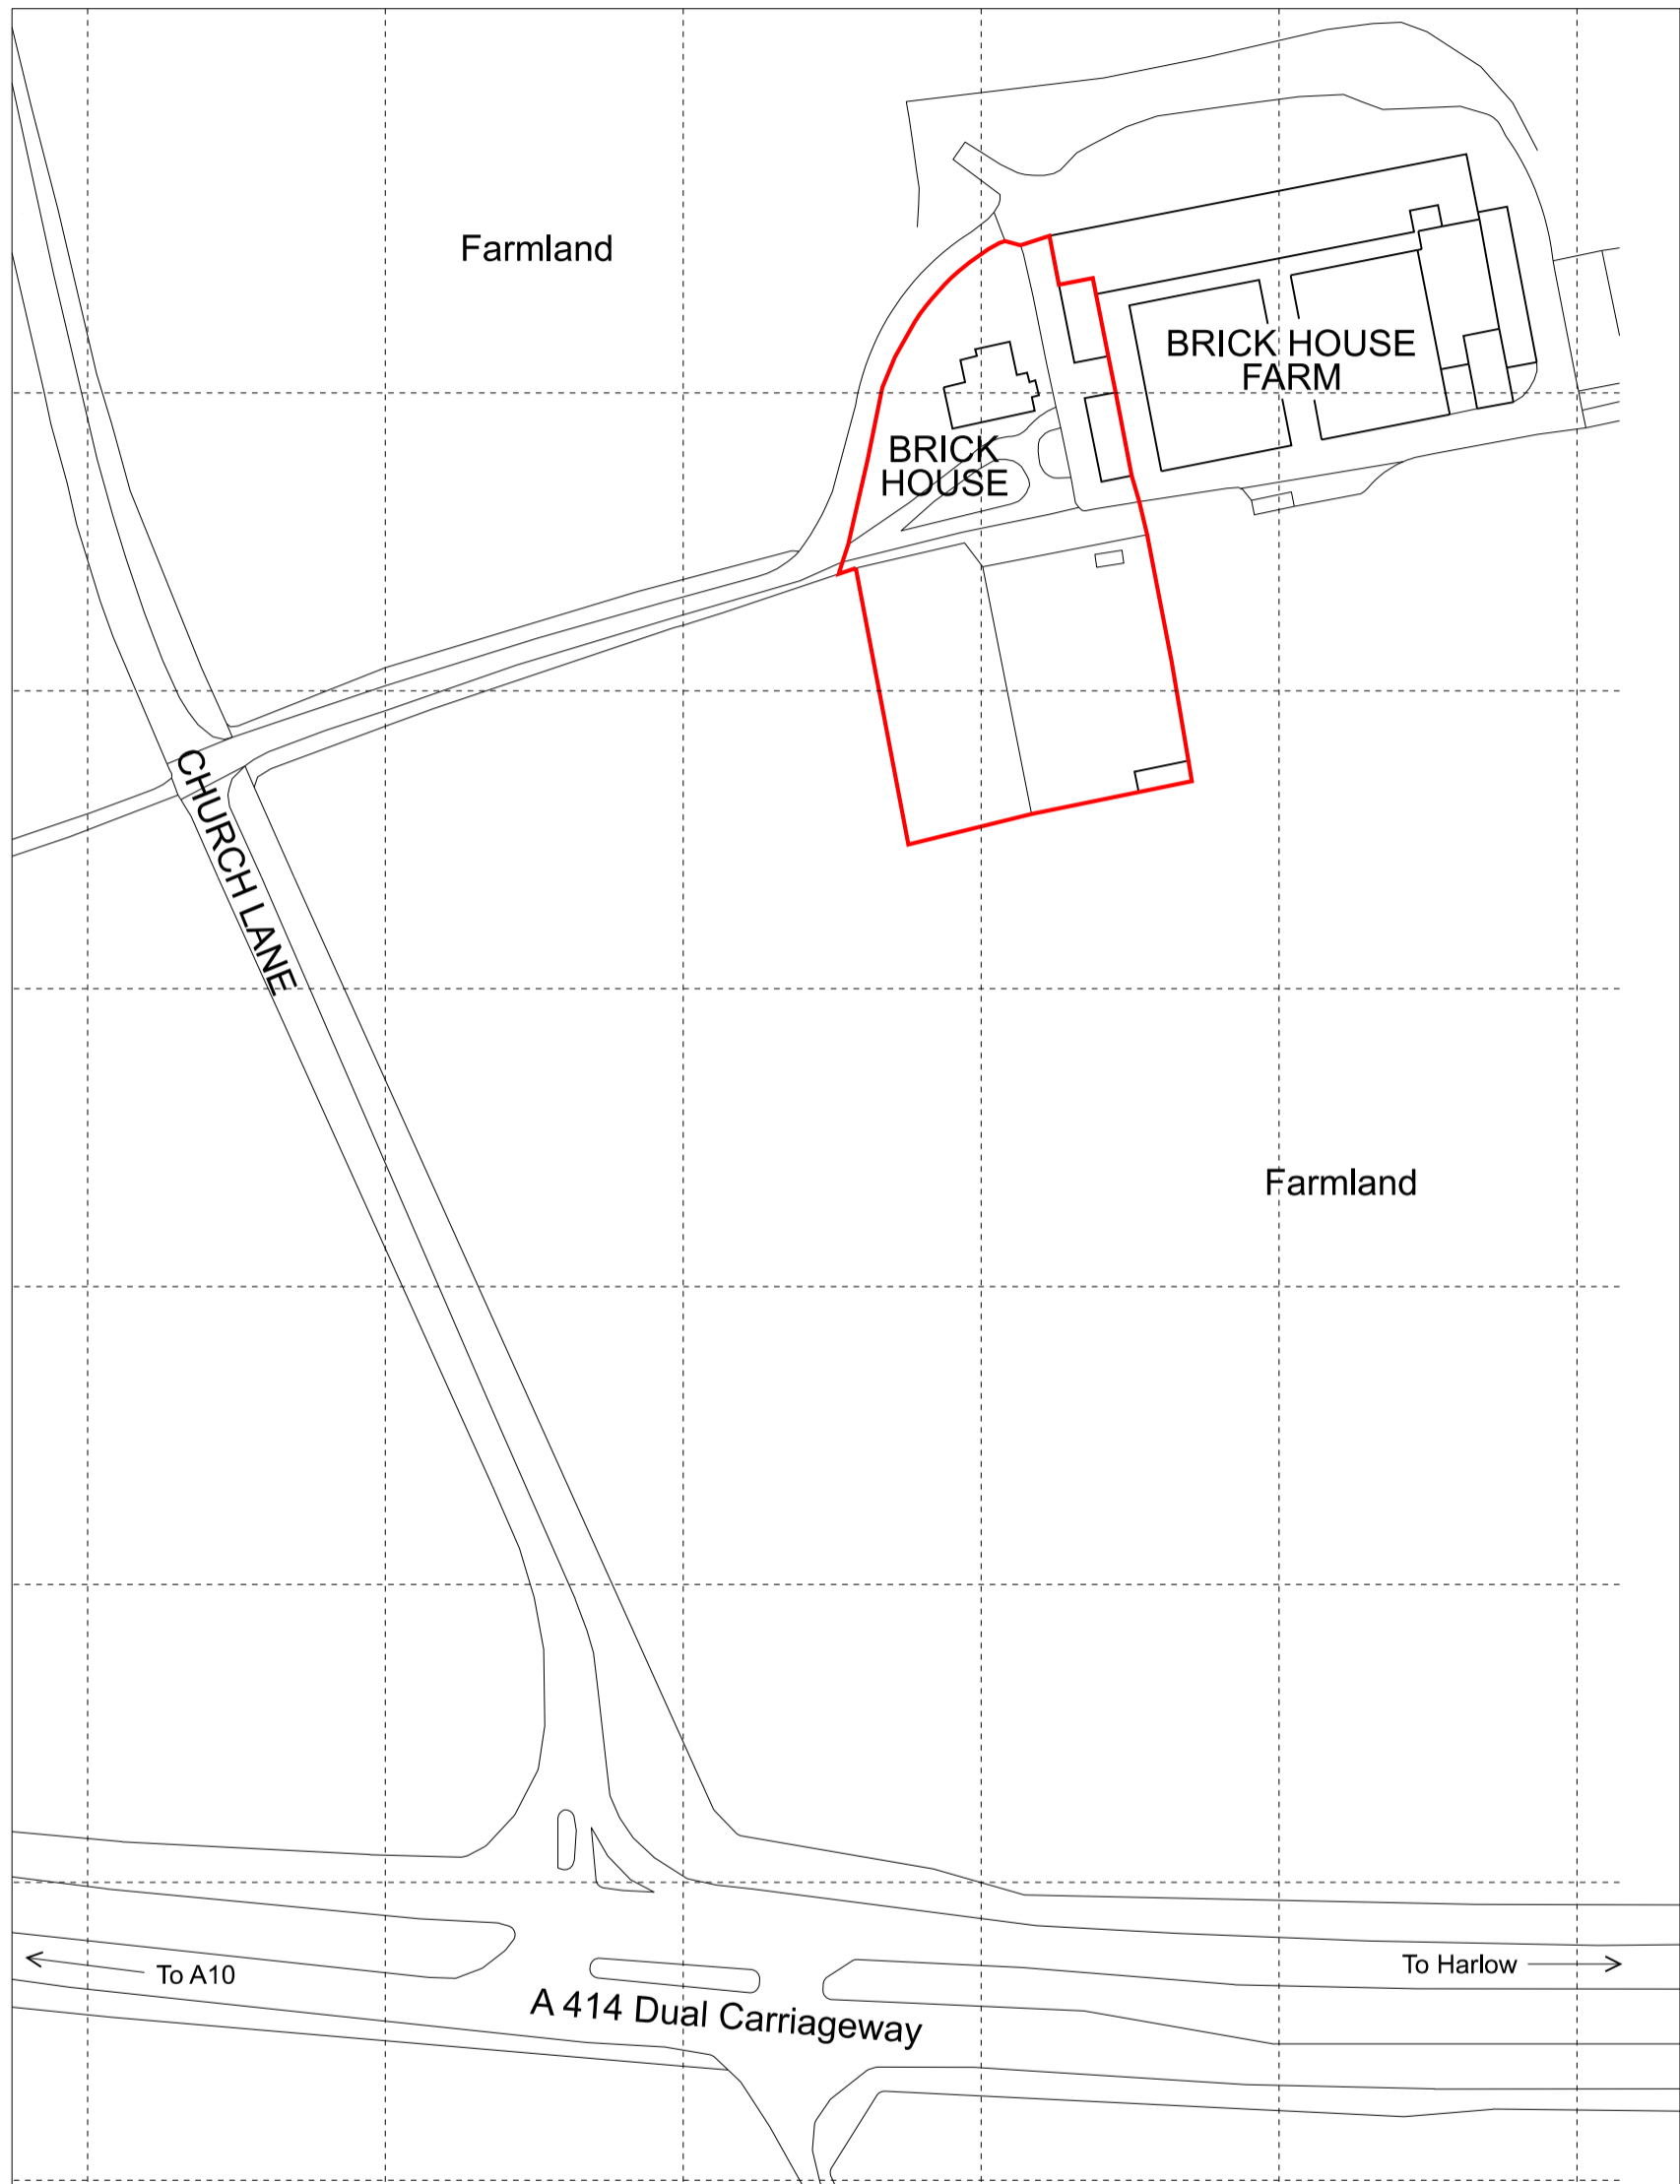 Farmland
BRICK HOUSE
FARM
BRICK
HOUSE
CHURCH LANE
Farmland
To A10
To Harlow
A 414 Dual Carriageway